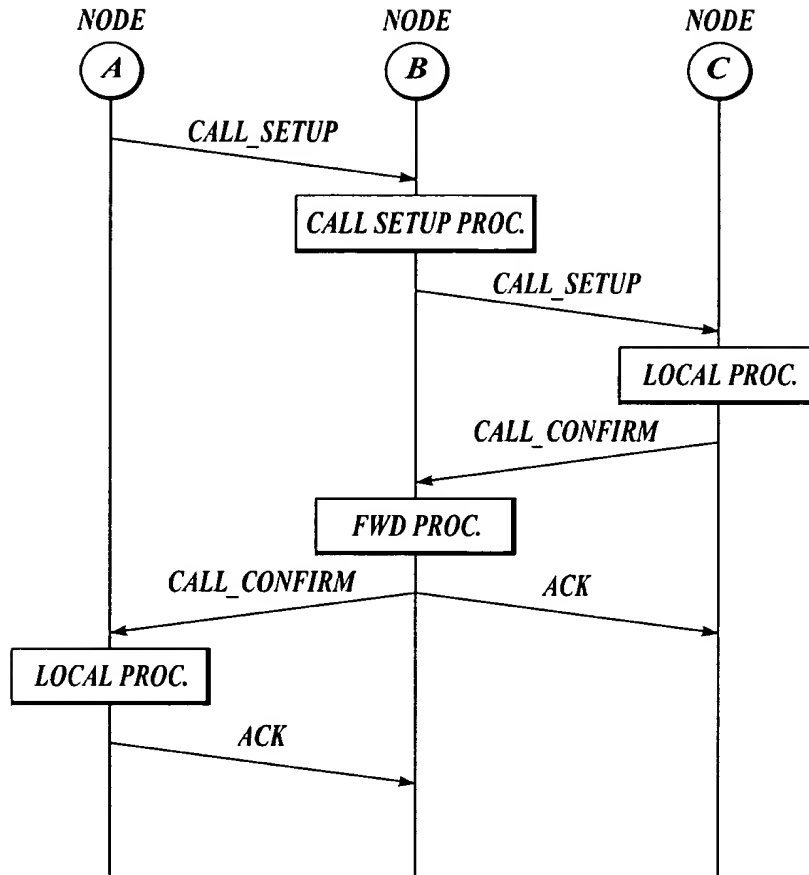 NODE NODE NODE
A B C
CALL_SETUP
CALL SETUP PROC.
CALL_SETUP
LOCAL PROC.
CALL_CONFIRM
FWD PROC.
CALL_CONFIRM ACK
LOCAL PROC.
ACK